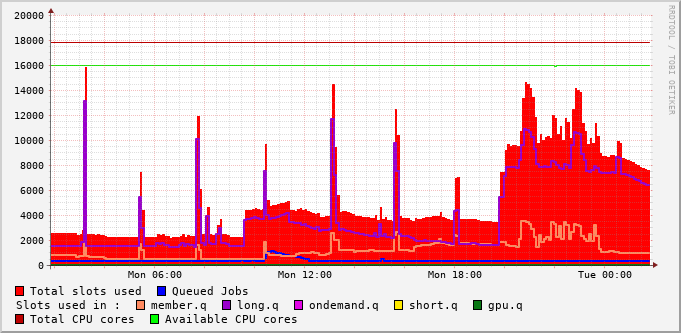 20000
18000
16000
14000
12000
10000
8000
6000
4000
2000
0
Mon 06:00 Mon 12:00 Mon 18:00 Tue 00:00
Total slots used Queued Jobs
Slots used in : member.q long.q ondemand.q short.q gpu.q
Total CPU cores Available CPU cores
RRDTOOL / TOBI OETIKER